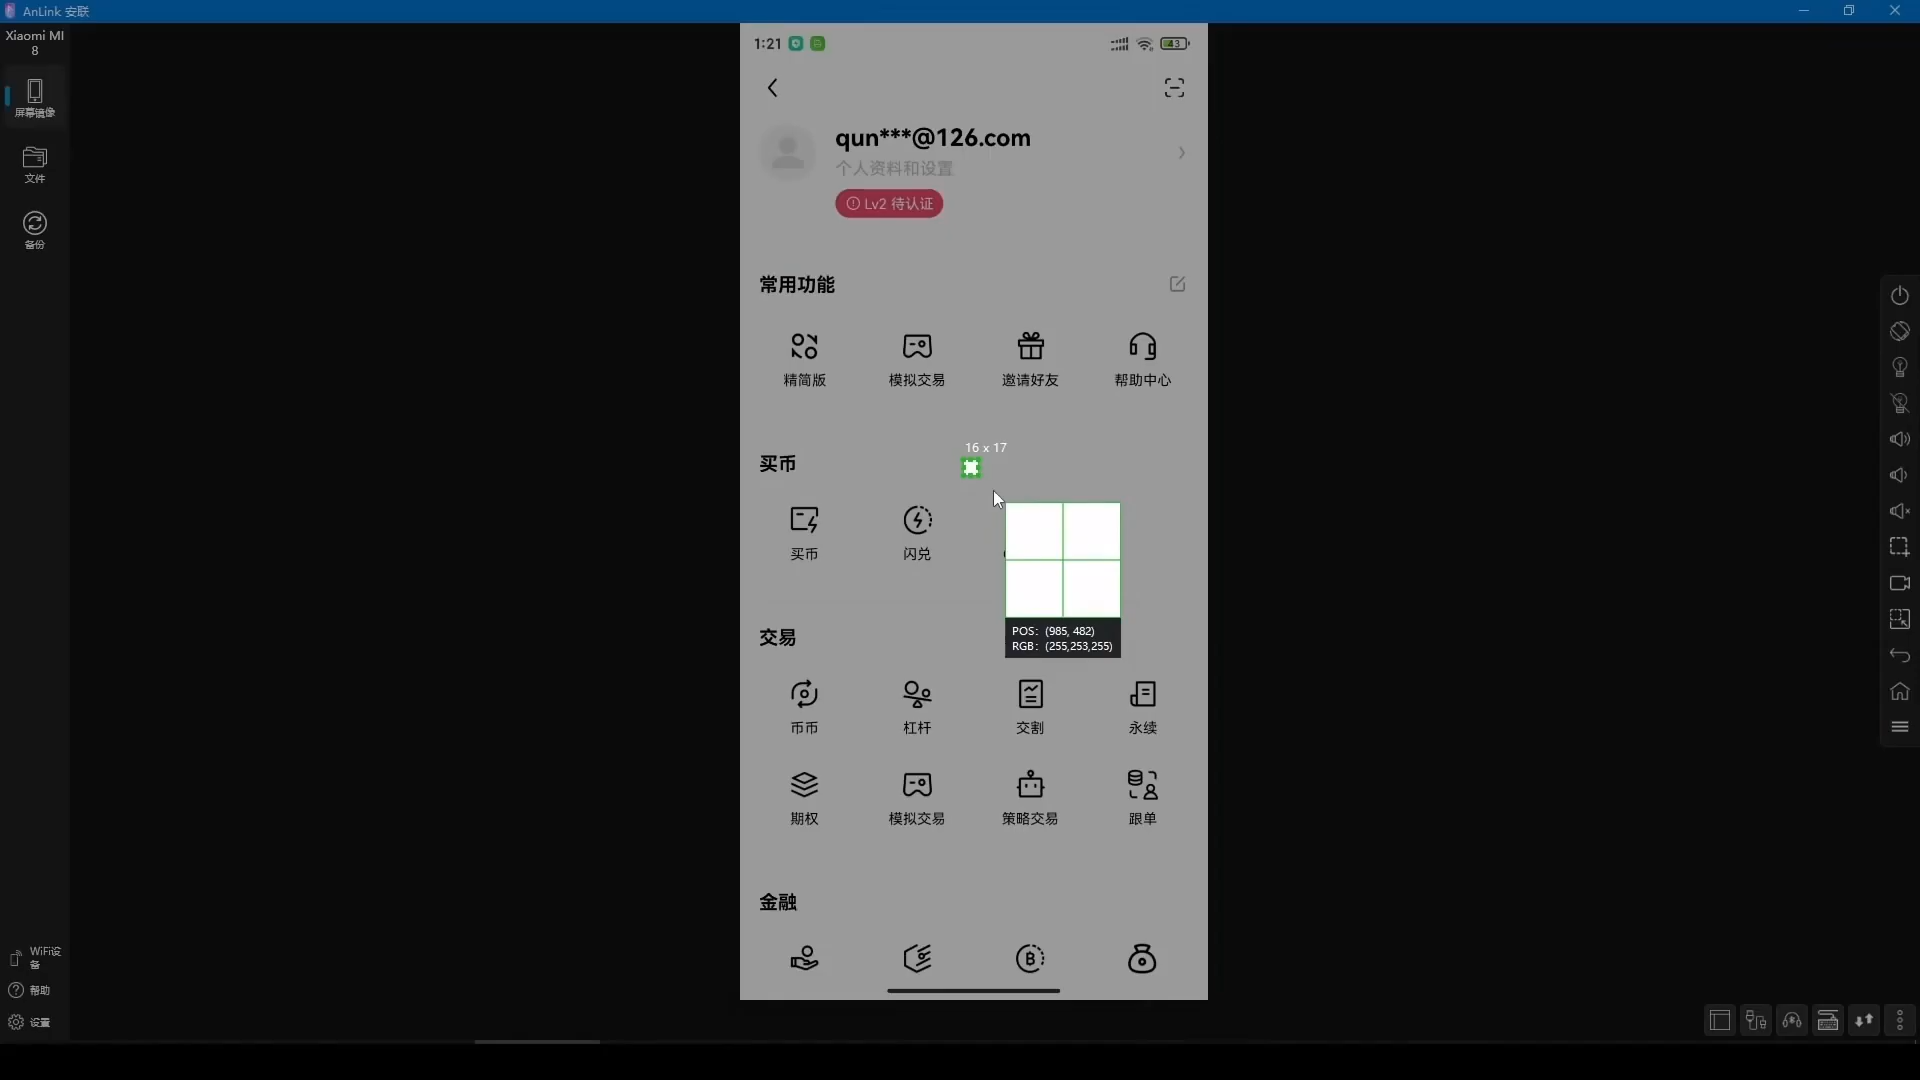 AnLink 安联
Xiaomi MI
8
屏幕镜像
文件
备份
WiFi设
备
帮助
设置
1:21
43
qun***@126.com
个人资料和设置
Lv2 待认证
常用功能
精简版
模拟交易
邀请好友
帮助中心
16 x 17
买币
买币
闪兑
POS: (985, 482)
RGB: (255,253,255)
交易
币币
杠杆
交割
永续
期权
模拟交易
策略交易
跟单
金融